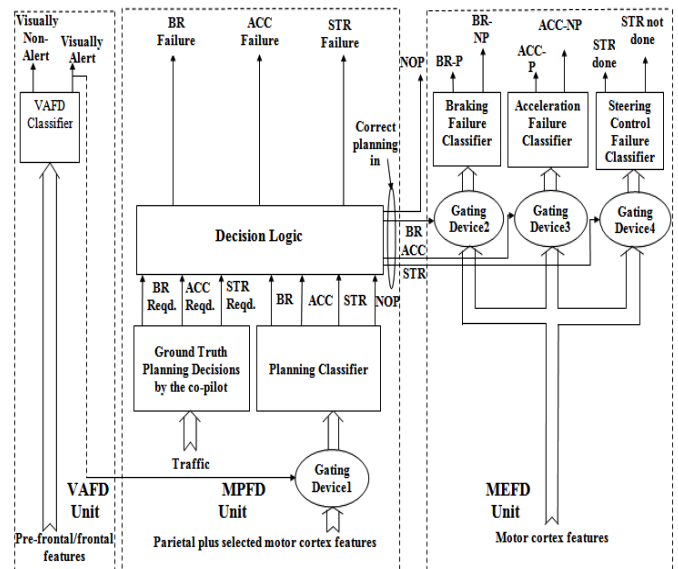 Visually
Non-
Alert
Visually
Alert
VAFD
Classifier
VAFD
Unit
Pre-frontal/frontal
features
BR
Failure
ACC
Failure
STR
Failure
NOP
Correct
planning
in
Decision Logic
BR
ACC
STR
BR
Reqd.
ACC
Reqd.
STR
Reqd.
BR
ACC
STR
NOP
Ground Truth
Planning Decisions
by the co-pilot
Planning Classifier
Traffic
Gating
Device1
MPFD
Unit
Parietal plus selected motor cortex features
BR-P
BR-
NP
ACC-
P
ACC-NP
STR
done
STR not
done
Braking
Failure
Classifier
Acceleration
Failure
Classifier
Steering
Control
Failure
Classifier
Gating
Device2
Gating
Device3
Gating
Device4
MEFD
Unit
Motor cortex features